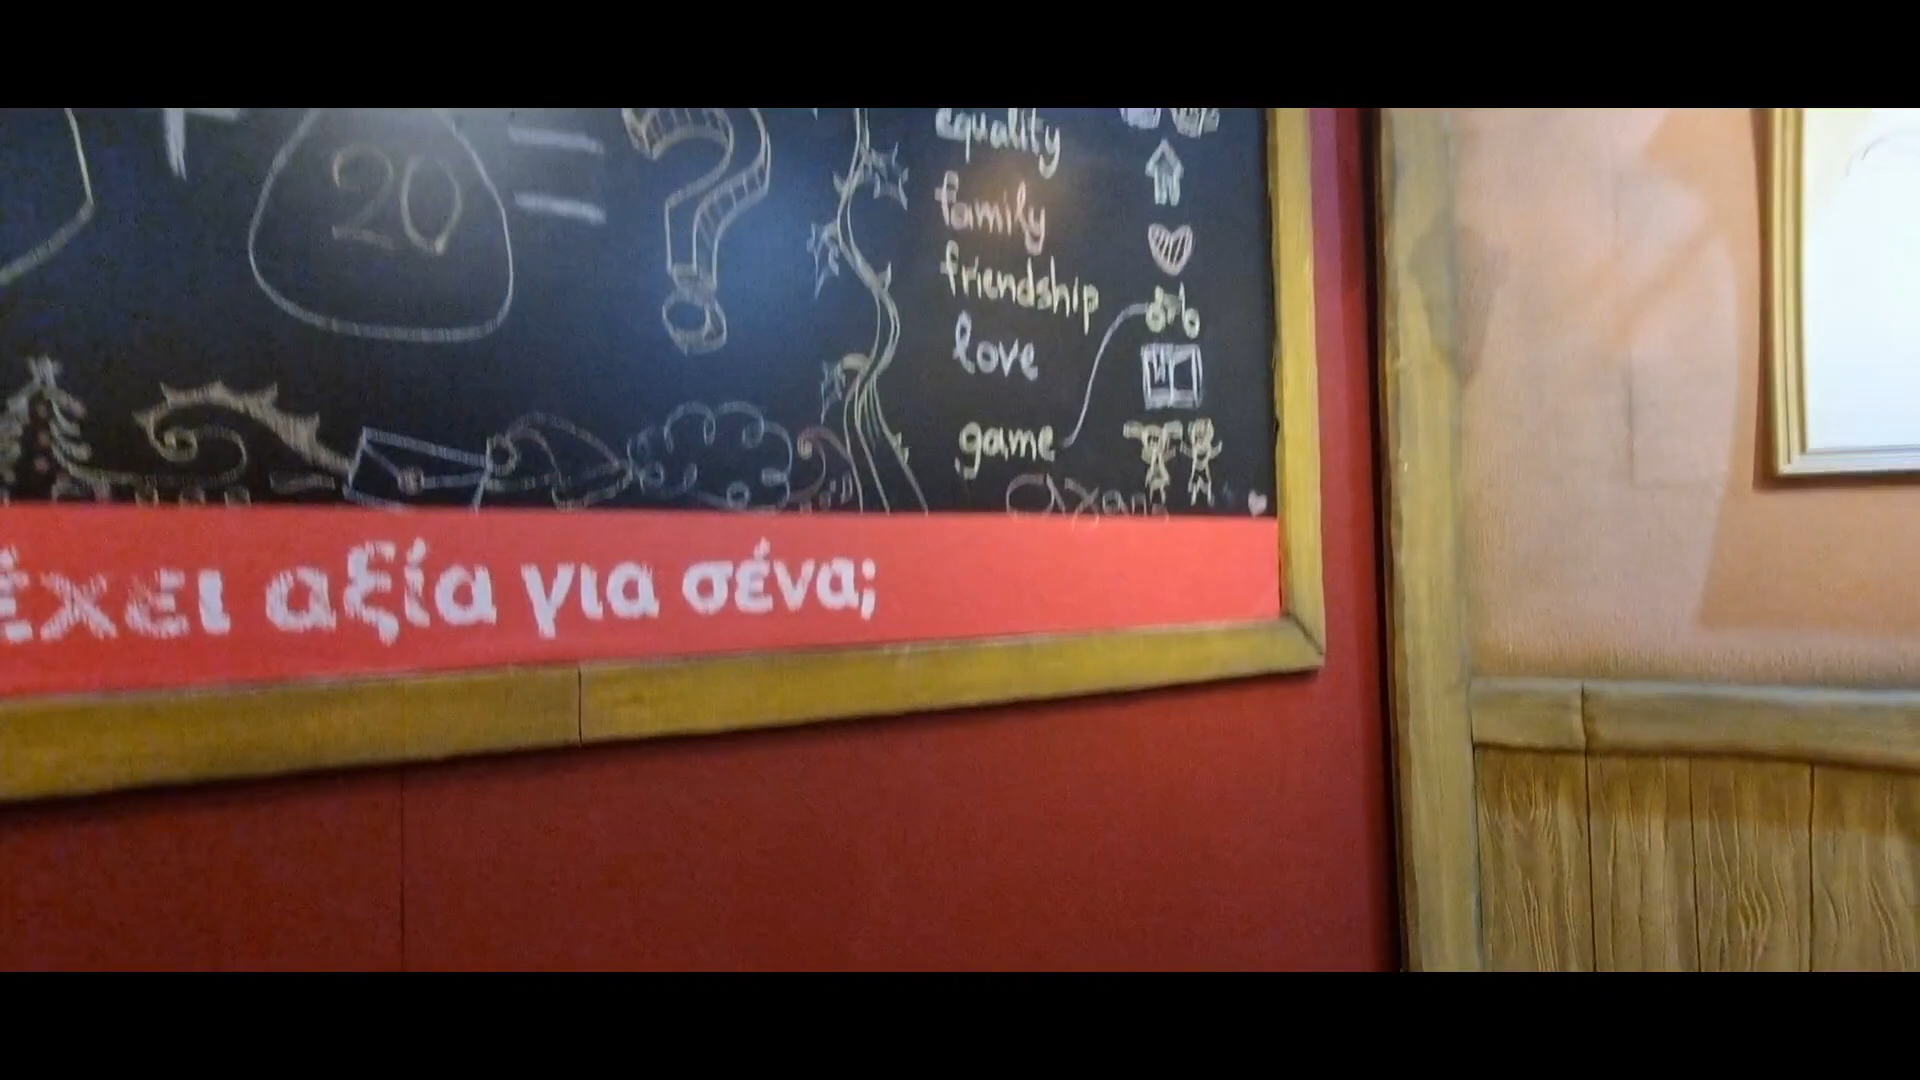 + 20 = ?
equality
family
friendship
love
game
έχει αξία για σένα;